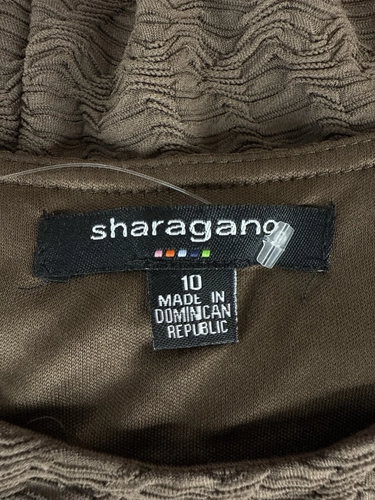 sharagano
10
MADE IN
DOMINICAN
REPUBLIC